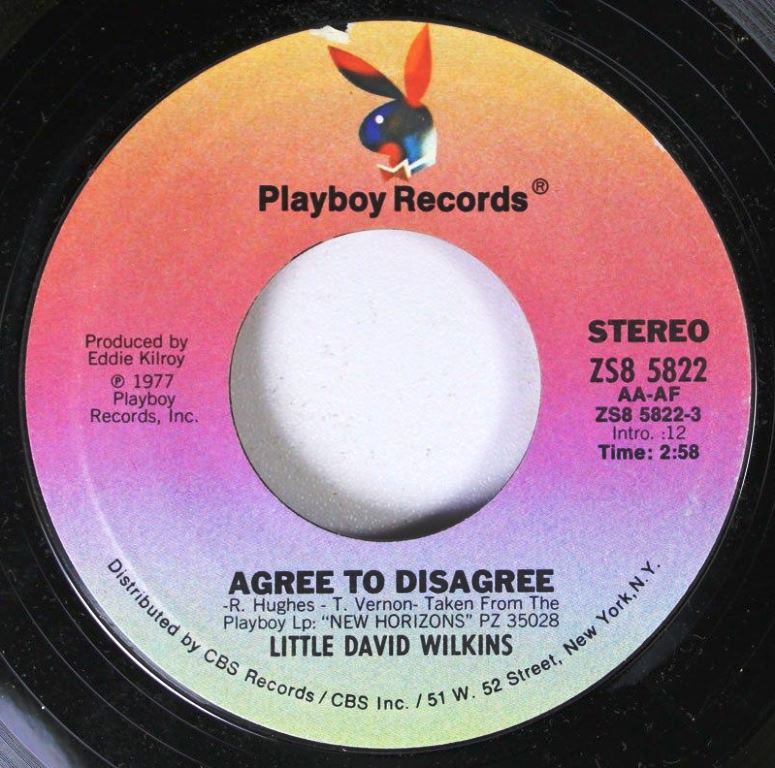 Playboy Records®
Produced by
Eddie Kilroy
℗ 1977
Playboy
Records, Inc.
STEREO
ZS8 5822
AA-AF
ZS8 5822-3
Intro. :12
Time: 2:58
AGREE TO DISAGREE
-R. Hughes - T. Vernon- Taken From The
Playboy Lp: "NEW HORIZONS" PZ 35028
LITTLE DAVID WILKINS
Distributed by CBS Records / CBS Inc. / 51 W. 52 Street, New York, N.Y.